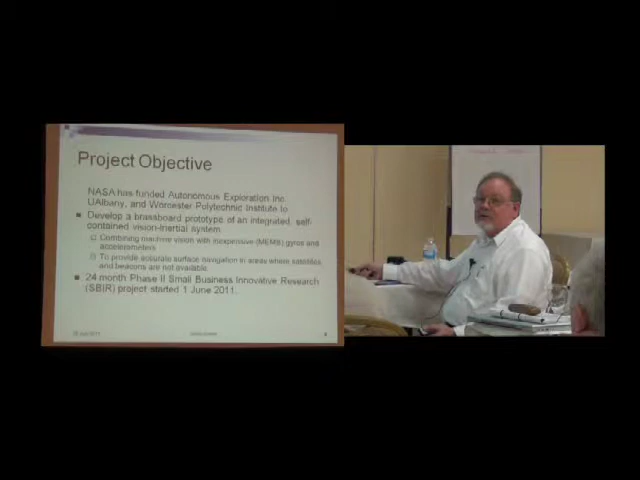 Project Objective
NASA has funded Autonomous Exploration Inc.
UAlbany, and Worcester Polytechnic Institute to
Develop a brassboard prototype of an integrated, self-
contained vision-inertial system
Combining machine vision with inexpensive (MEMS) gyros and
accelerometers
To provide accurate surface navigation in areas where satellites
and beacons are not available.
24 month Phase II Small Business Innovative Research
(SBIR) project started 1 June 2011.